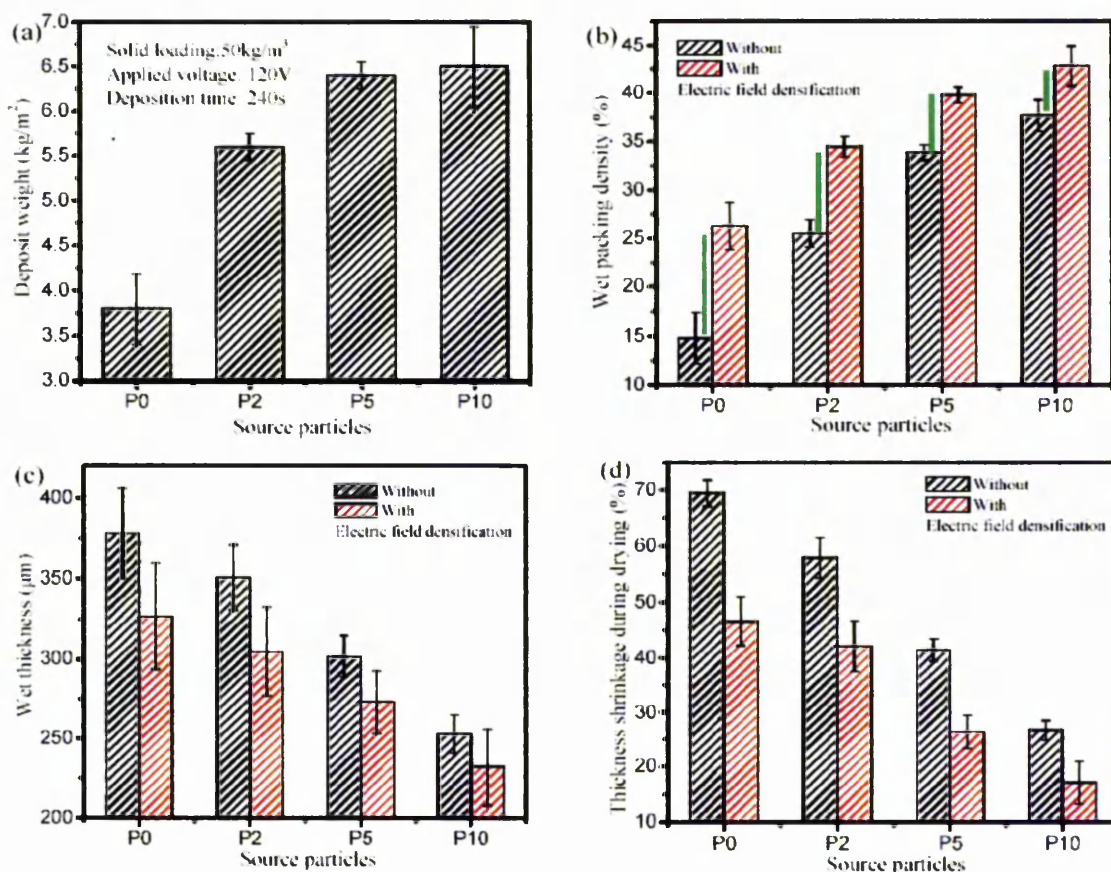 (a)
7.0
6.5
6.0
5.5
5.0
4.5
4.0
3.5
3.0
Deposit weight (kg/m²)
Solid loading:50kg/m³
Applied voltage: 120V
Deposition time: 240s
P0 P2 P5 P10
Source particles
(b)
45
40
35
30
25
20
15
10
Wet packing density (%)
Without
With
Electric field densification
P0 P2 P5 P10
Source particles
(c)
400
350
300
250
200
Wet thickness (μm)
Without
With
Electric field densification
P0 P2 P5 P10
Source particles
(d)
70
60
50
40
30
20
10
Thickness shrinkage during drying (%)
Without
With
Electric field densification
P0 P2 P5 P10
Source particles